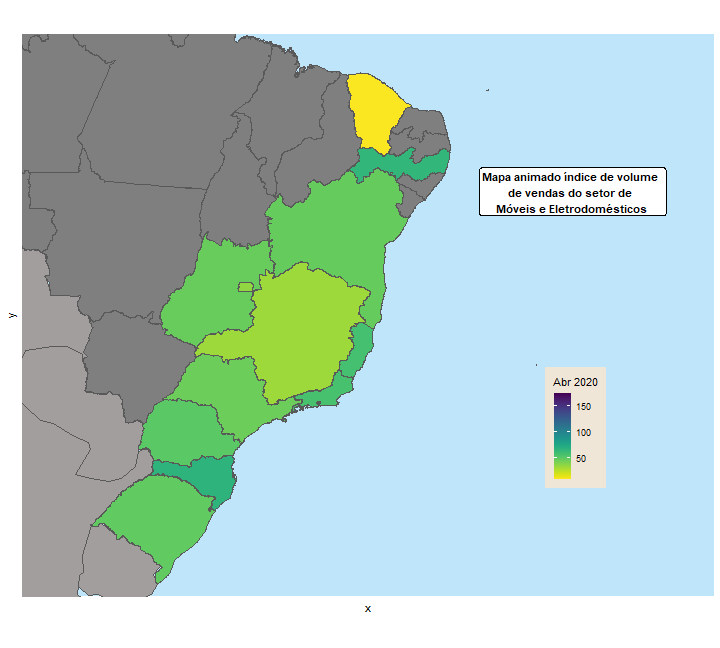 Mapa animado índice de volume
de vendas do setor de
Móveis e Eletrodomésticos
y
Abr 2020
150
100
50
x